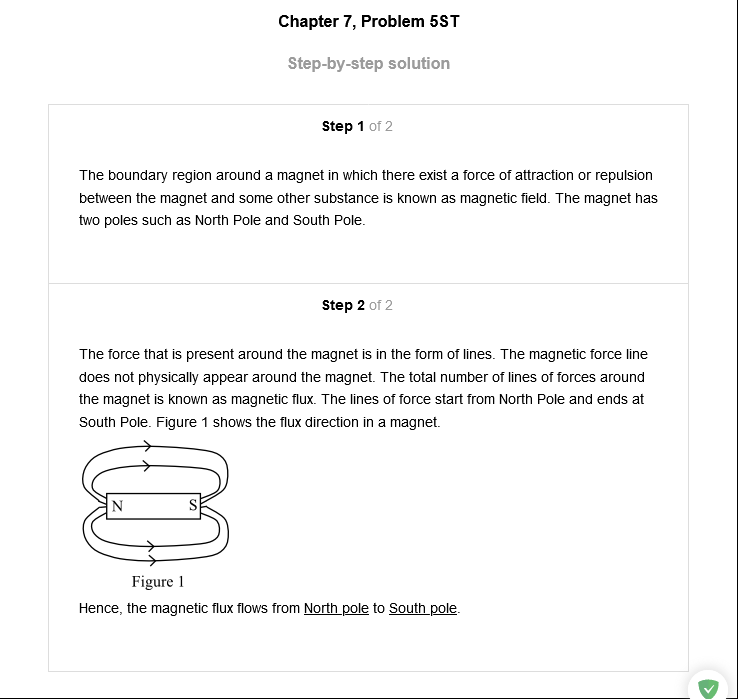 Chapter 7, Problem 5ST
Step-by-step solution
Step 1 of 2
The boundary region around a magnet in which there exist a force of attraction or repulsion
between the magnet and some other substance is known as magnetic field. The magnet has
two poles such as North Pole and South Pole.
Step 2 of 2
The force that is present around the magnet is in the form of lines. The magnetic force line
does not physically appear around the magnet. The total number of lines of forces around
the magnet is known as magnetic flux. The lines of force start from North Pole and ends at
South Pole. Figure 1 shows the flux direction in a magnet.
N S
Figure 1
Hence, the magnetic flux flows from North pole to South pole.